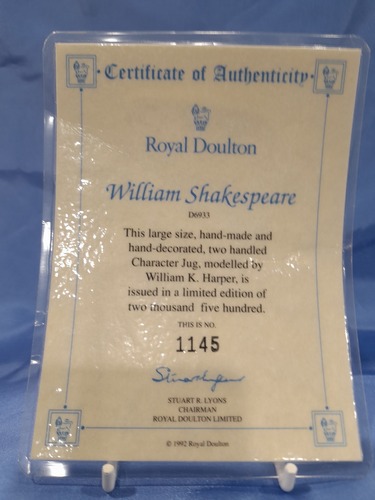 Certificate of Authenticity
Royal Doulton
William Shakespeare
D6933
This large size, hand-made and
hand-decorated, two handled
Character Jug, modelled by
William K. Harper, is
issued in a limited edition of
two thousand five hundred.
THIS IS NO.
1145
STUART R. LYONS
CHAIRMAN
ROYAL DOULTON LIMITED
© 1992 Royal Doulton